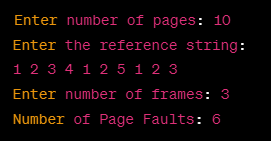 Enter number of pages: 10
Enter the reference string:
1 2 3 4 1 2 5 1 2 3
Enter number of frames: 3
Number of Page Faults: 6